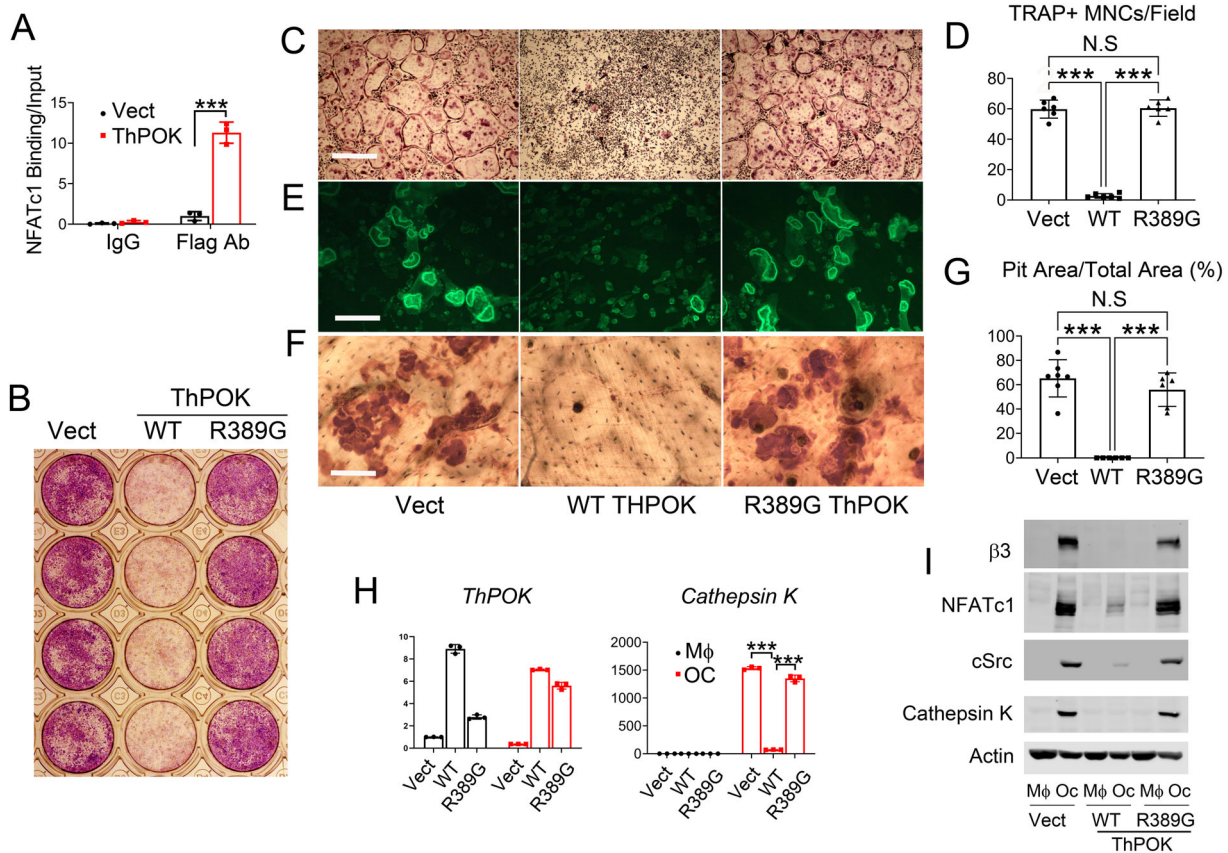 A
NFATc1 Binding/Input
15
10
5
0
Vect
ThPOK
***
IgG
Flag Ab
B
ThPOK
Vect
WT
R389G
C
E
F
Vect
WT THPOK
R389G ThPOK
D
TRAP+ MNCs/Field
N.S
*** ***
80
60
40
20
0
Vect WT R389G
G
Pit Area/Total Area (%)
N.S
*** ***
100
80
60
40
20
0
Vect WT R389G
H
ThPOK
10
8
6
4
2
0
Vect
WT
R389G
Vect
WT
R389G
Cathepsin K
2000
1500
1000
500
0
Mϕ
OC
***
***
Vect
WT
R389G
Vect
WT
R389G
I
β3
NFATc1
cSrc
Cathepsin K
Actin
Mϕ Oc Mϕ Oc Mϕ Oc
Vect WT R389G
ThPOK